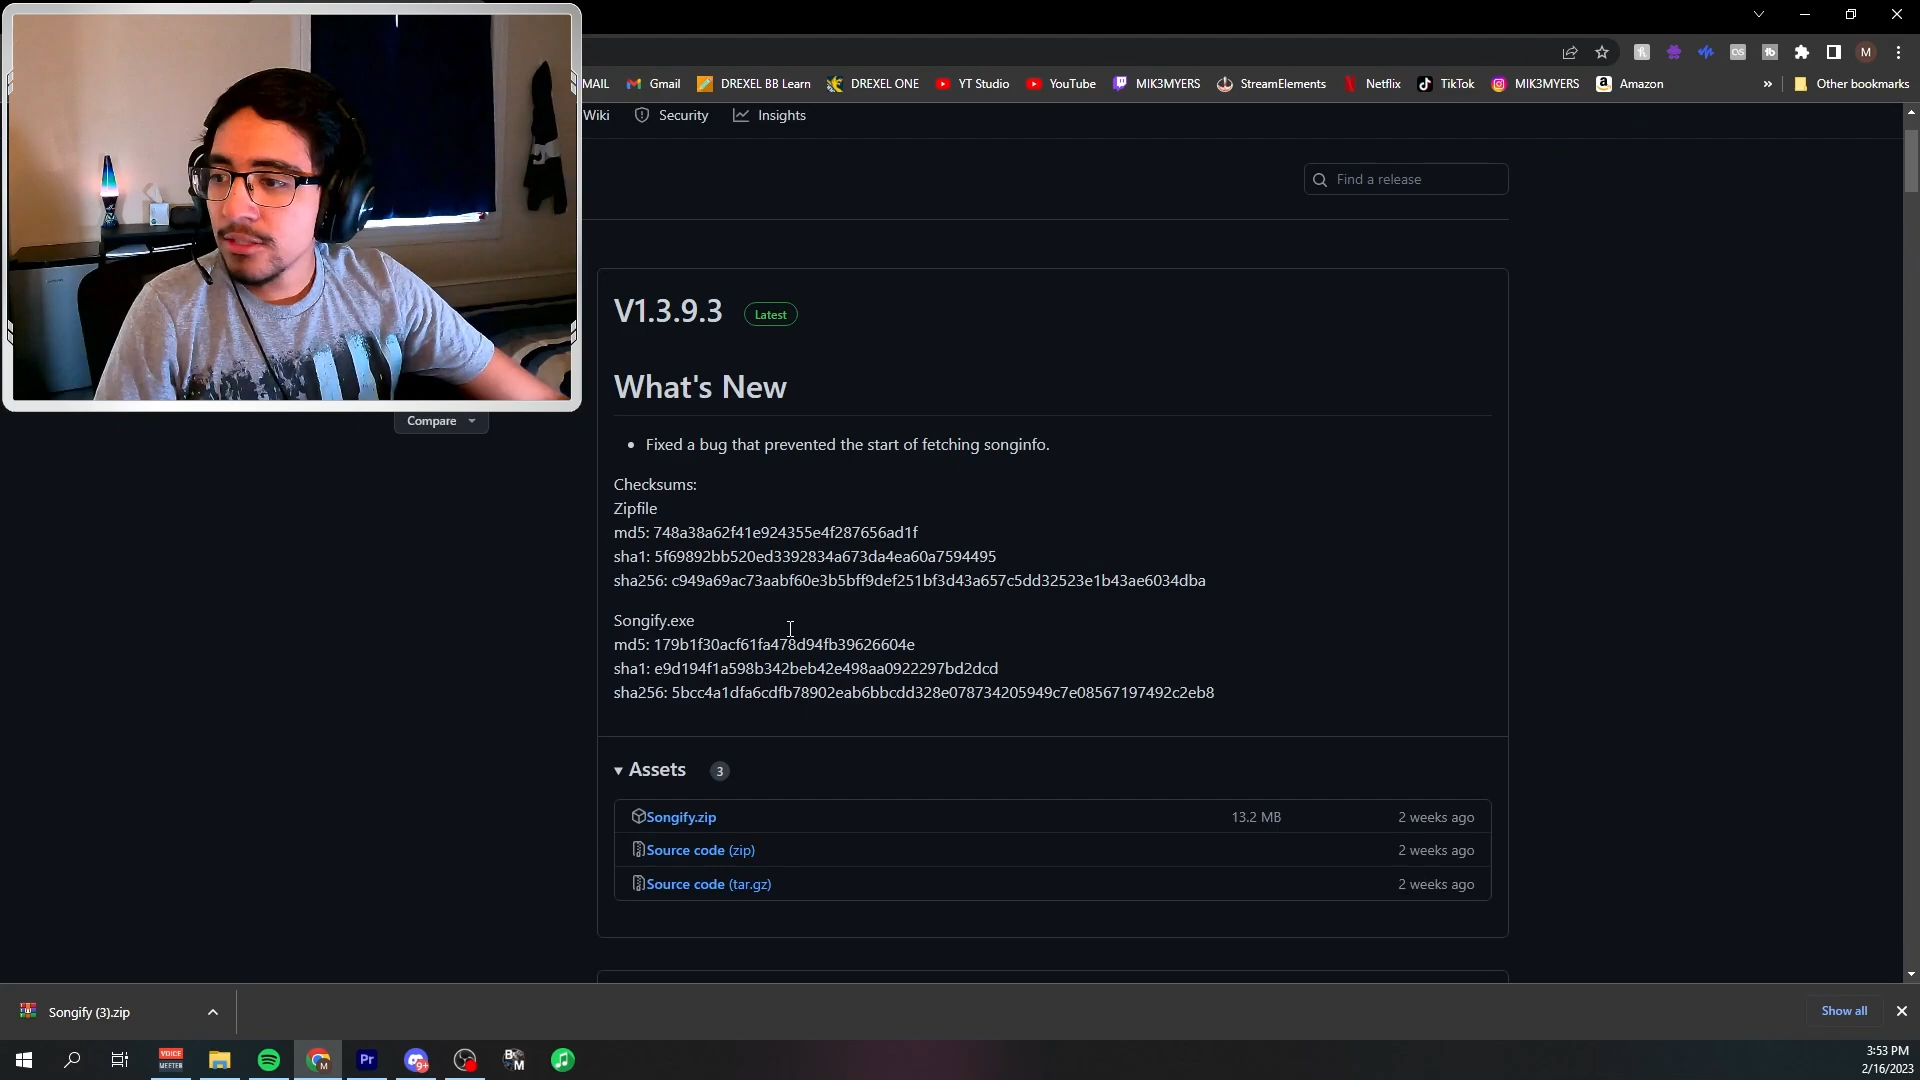 MAIL
Gmail
DREXEL BB Learn
DREXEL ONE
YT Studio
YouTube
MIK3MYERS
StreamElements
Netflix
TikTok
MIK3MYERS
Amazon
»
Other bookmarks
M
Wiki
Security
Insights
Find a release
V1.3.9.3
Latest
What's New
• Fixed a bug that prevented the start of fetching songinfo.
Compare
Checksums:
Zipfile
md5: 748a38a62f41e924355e4f287656ad1f
sha1: 5f69892bb520ed3392834a673da4ea60a7594495
sha256: c949a69ac73aabf60e3b5bff9def251bf3d43a657c5dd32523e1b43ae6034dba
Songify.exe
md5: 179b1f30acf61fa478d94fb39626604e
sha1: e9d194f1a598b342beb42e498aa0922297bd2dcd
sha256: 5bcc4a1dfa6cdfb78902eab6bbcdd328e078734205949c7e08567197492c2eb8
Assets 3
Songify.zip 13.2 MB 2 weeks ago
Source code (zip) 2 weeks ago
Source code (tar.gz) 2 weeks ago
Songify (3).zip
Show all
VOICE
MEETER
M
Pr
9+
3:53 PM
2/16/2023